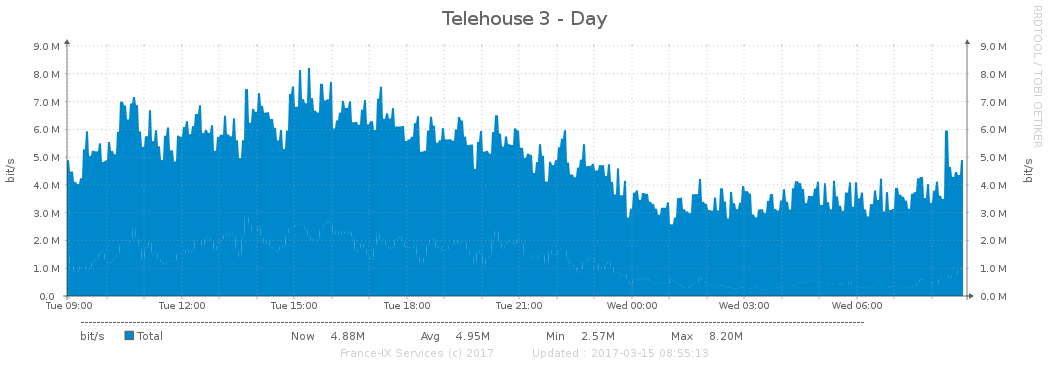 Telehouse 3 - Day
RRDTOOL / TOBI OETIKER
bit/s
9.0 M 9.0 M
8.0 M 8.0 M
7.0 M 7.0 M
6.0 M 6.0 M
5.0 M 5.0 M
4.0 M 4.0 M
3.0 M 3.0 M
2.0 M 2.0 M
1.0 M 1.0 M
0.0 0.0 M
bit/s
Tue 09:00 Tue 12:00 Tue 15:00 Tue 18:00 Tue 21:00 Wed 00:00 Wed 03:00 Wed 06:00
bit/s Total Now 4.88M Avg 4.95M Min 2.57M Max 8.20M
France-IX Services (c) 2017 Updated : 2017-03-15 08:55:13